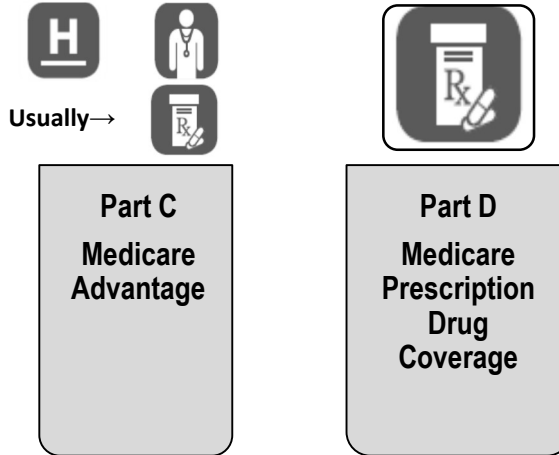 H
Usually→
Rx
Rx
Part C
Medicare
Advantage
Part D
Medicare
Prescription
Drug
Coverage